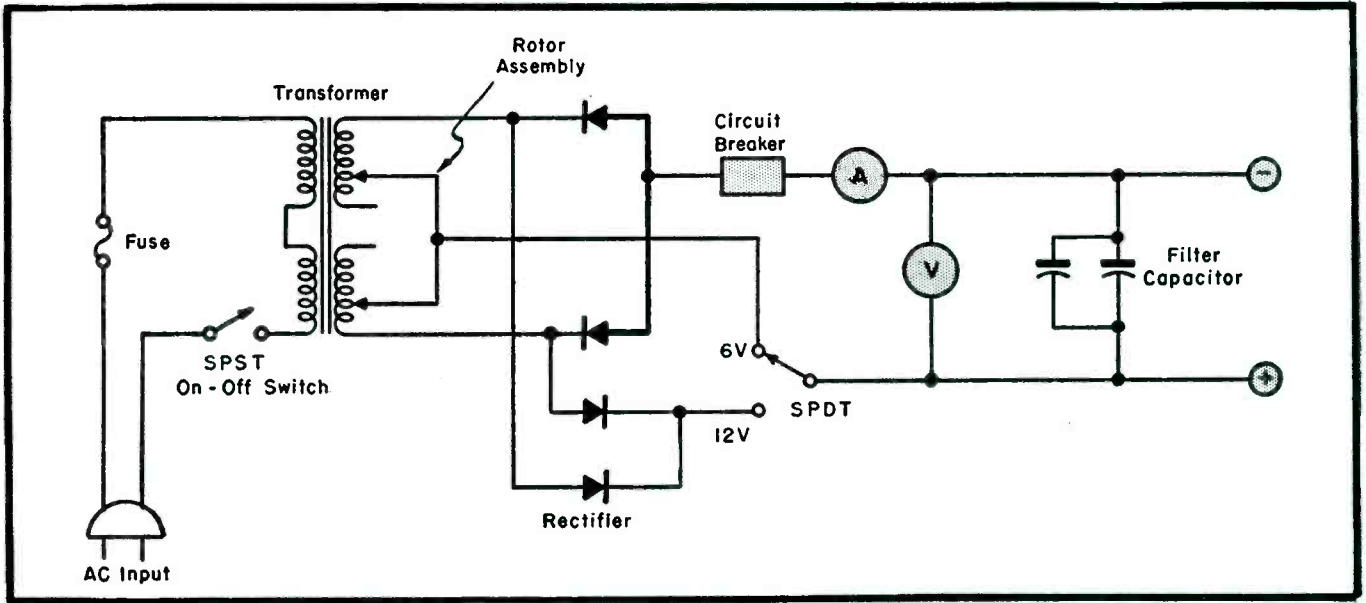 Rotor
Assembly
Transformer
Circuit
Breaker
A
−
Fuse
V
Filter
Capacitor
SPST
On-Off Switch
6V
+
SPDT
12V
Rectifier
AC Input